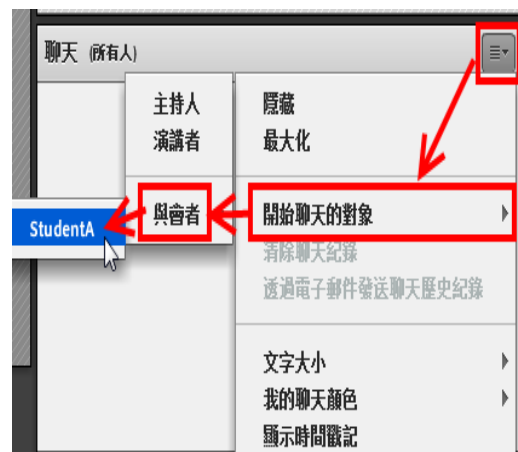 聊天 (所有人)
主持人
演講者
與會者
StudentA
隱藏
最大化
開始聊天的對象
清除聊天紀錄
透過電子郵件發送聊天歷史紀錄
文字大小
我的聊天顏色
顯示時間戳記